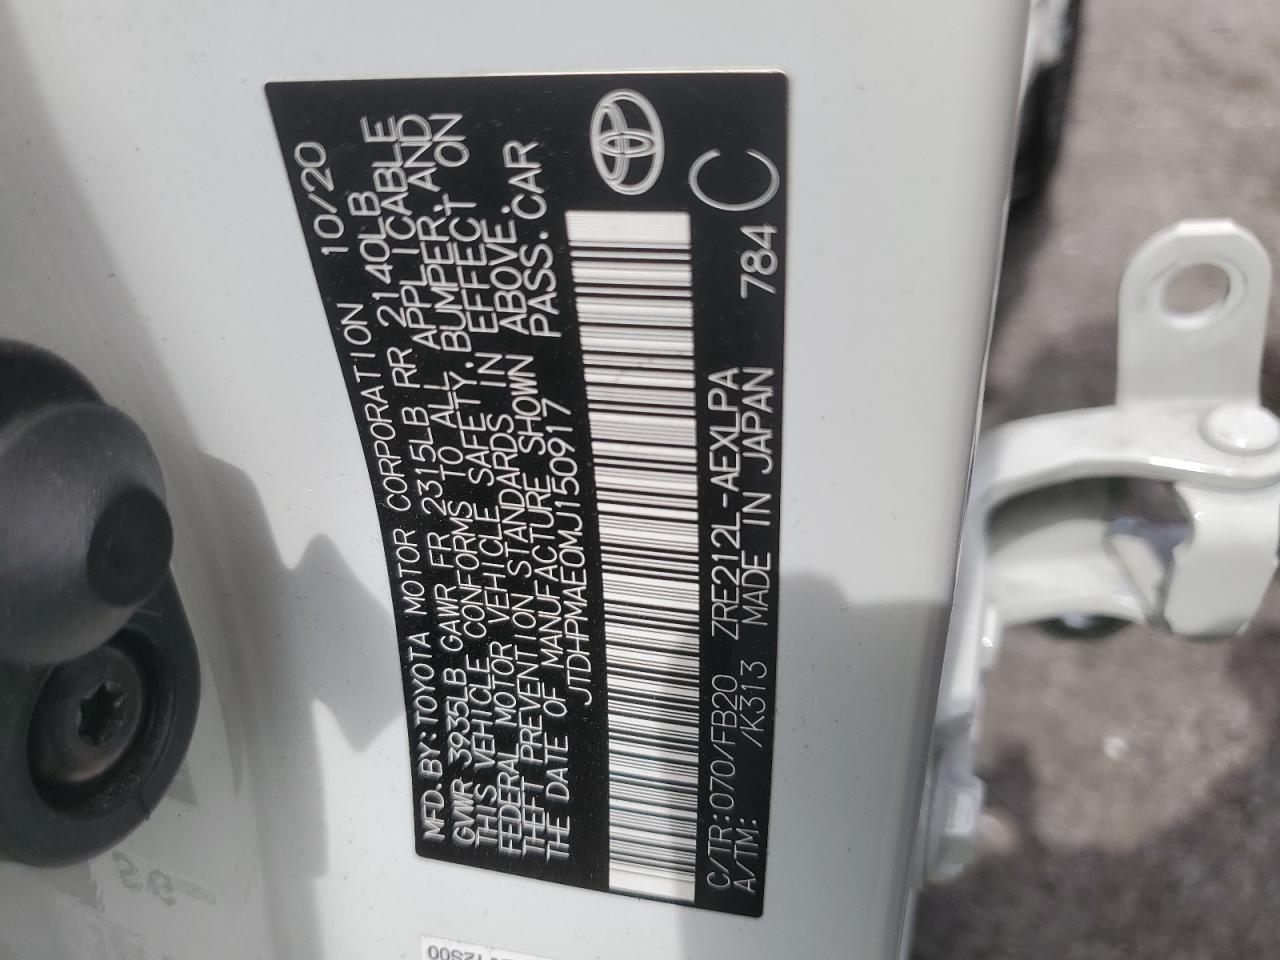 MFD.BY:TOYOTA MOTOR CORPORATION 10/20
GVWR 3935LB GAWR FR 2315LB RR 2140LB
THIS VEHICLE CONFORMS TO ALL APPLICABLE
FEDERAL MOTOR VEHICLE SAFETY, BUMPER, AND
THEFT PREVENTION STANDARDS IN EFFECT ON
THE DATE OF MANUFACTURE SHOWN ABOVE.
JTDHPMAE0MJ150917 PASS.CAR
C/TR:070/FB20 ZRE212L-AEXLPA 784
A/TM: /K313 MADE IN JAPAN
C